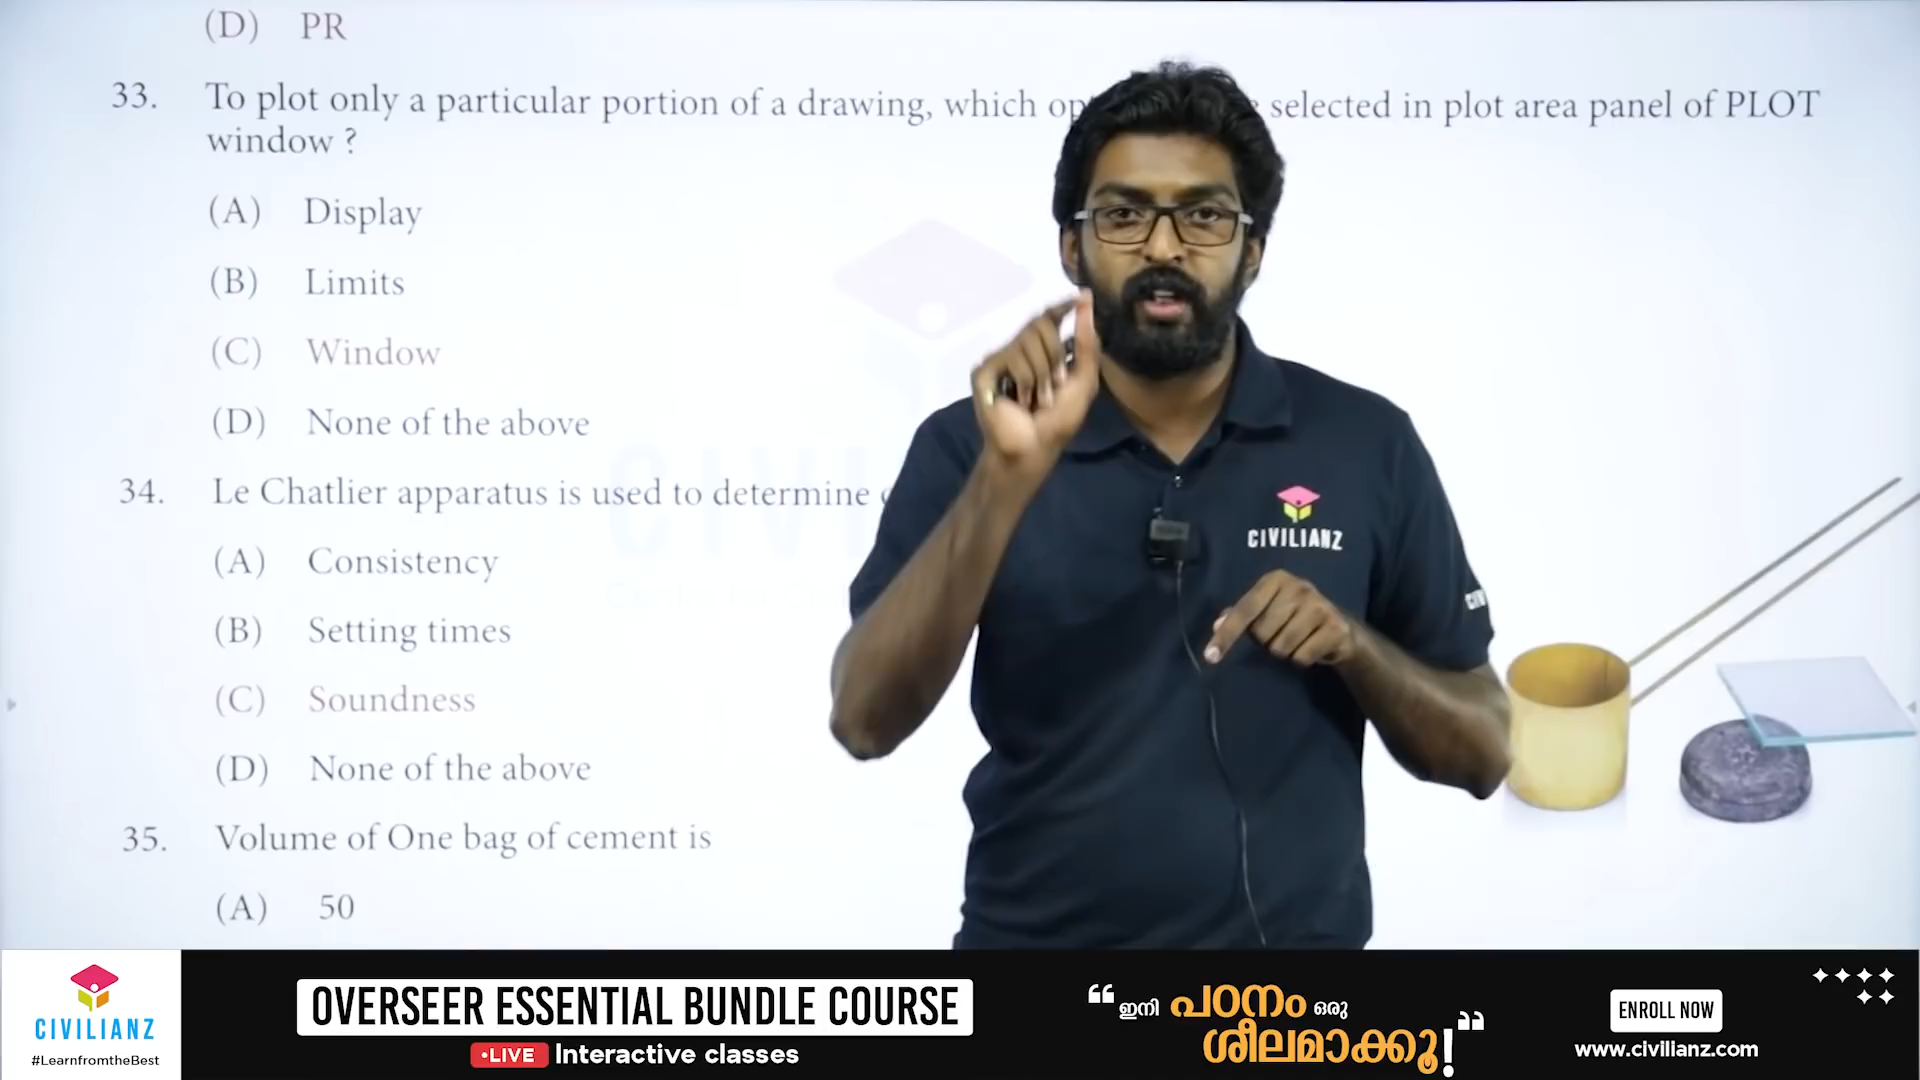 (D) PR
33. To plot only a particular portion of a drawing, which op selected in plot area panel of PLOT
window ?
(A) Display
(B) Limits
(C) Window
(D) None of the above
34. Le Chatlier apparatus is used to determine
(A) Consistency
(B) Setting times
(C) Soundness
(D) None of the above
35. Volume of One bag of cement is
(A) 50
CIVILIANZ
CIVILIANZ
#LearnfromtheBest
OVERSEER ESSENTIAL BUNDLE COURSE
•LIVE Interactive classes
“ഇനി പഠനം ഒരു
ശീലമാക്കൂ!”
ENROLL NOW
www.civilianz.com